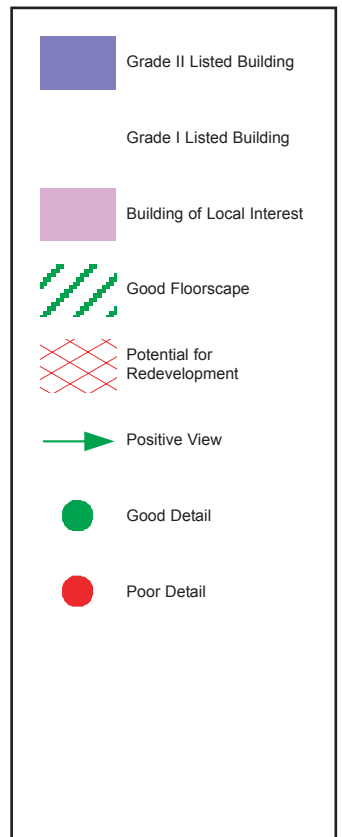 Grade II Listed Building
Grade I Listed Building
Building of Local Interest
Good Floorscape
Potential for
Redevelopment
Positive View
Good Detail
Poor Detail